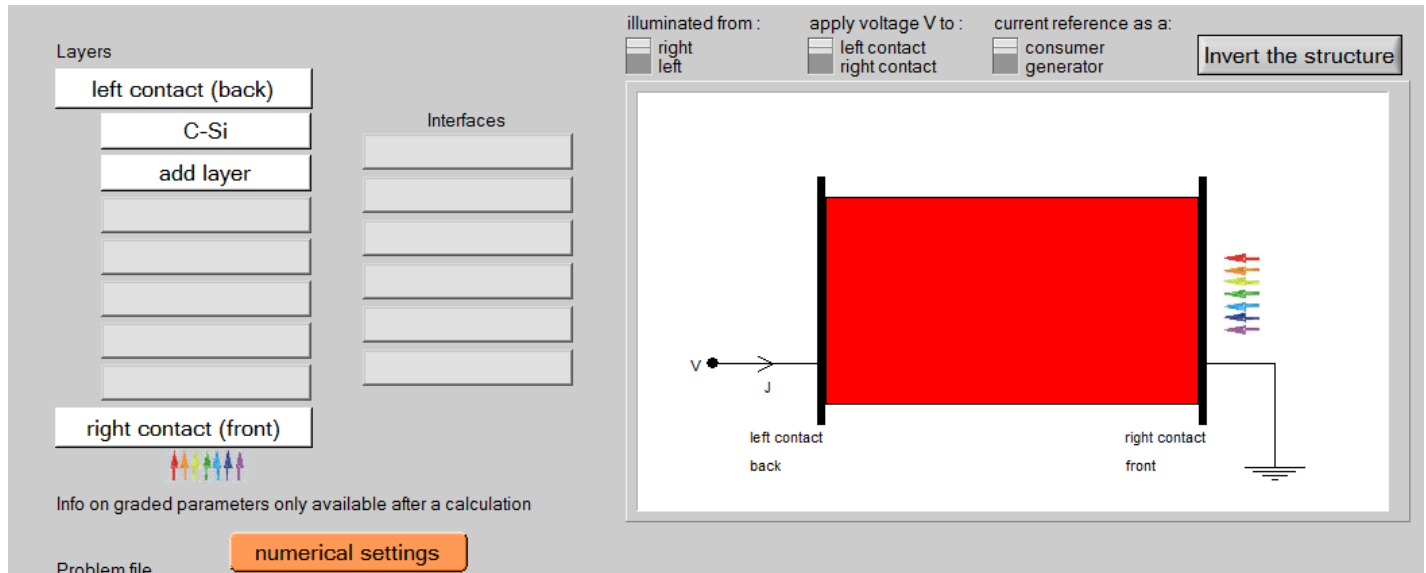 illuminated from :
apply voltage V to :
current reference as a:
right
left
left contact
right contact
consumer
generator
Invert the structure
Layers
left contact (back)
C-Si
add layer
Interfaces
right contact (front)
Info on graded parameters only available after a calculation
numerical settings
Problem file
V
J
left contact
back
right contact
front